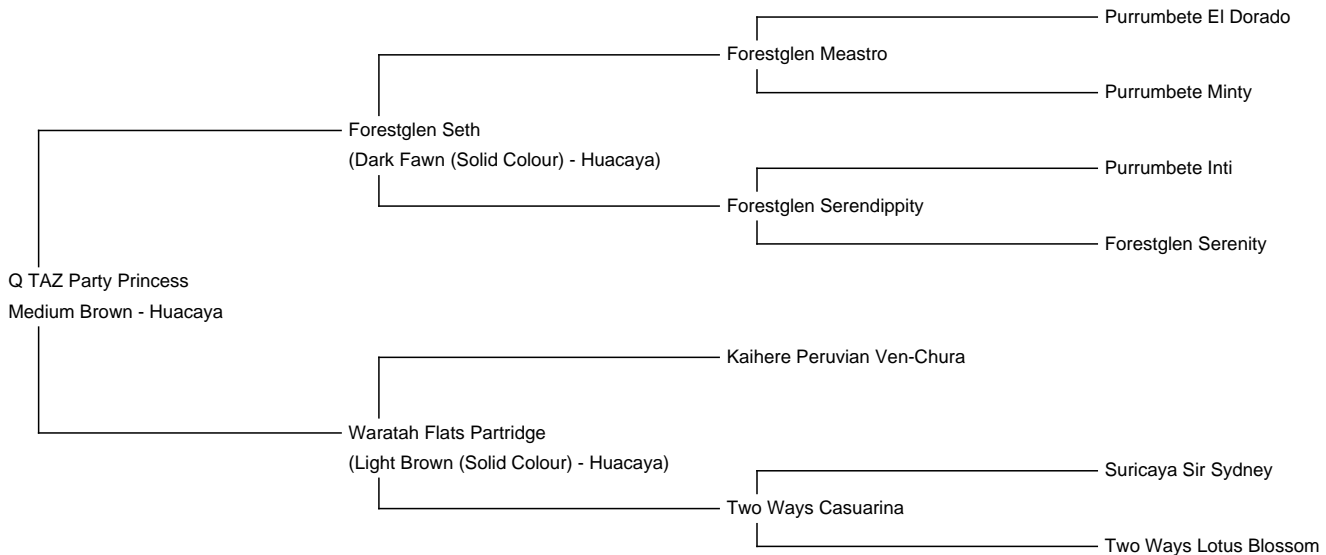 Purrumbete El Dorado
Forestglen Meastro
Purrumbete Minty
Forestglen Seth
(Dark Fawn (Solid Colour) - Huacaya)
Purrumbete Inti
Forestglen Serendippity
Forestglen Serenity
Q TAZ Party Princess
Medium Brown - Huacaya
Kaihere Peruvian Ven-Chura
Waratah Flats Partridge
(Light Brown (Solid Colour) - Huacaya)
Suricaya Sir Sydney
Two Ways Casuarina
Two Ways Lotus Blossom